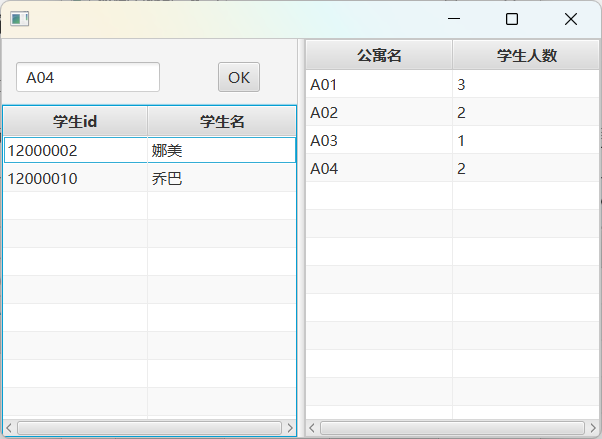 A04 OK
学生id 学生名
12000002 娜美
12000010 乔巴
公寓名 学生人数
A01 3
A02 2
A03 1
A04 2